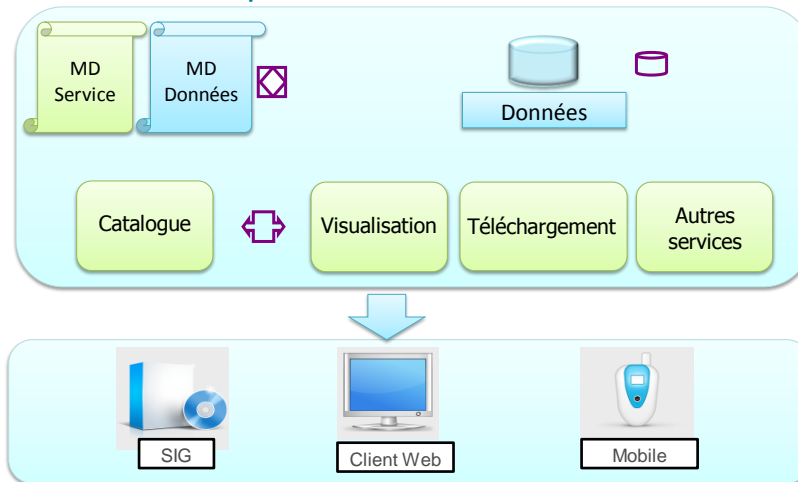 MD
Service
MD
Données
Données
Catalogue
Visualisation
Téléchargement
Autres
services
SIG
Client Web
Mobile